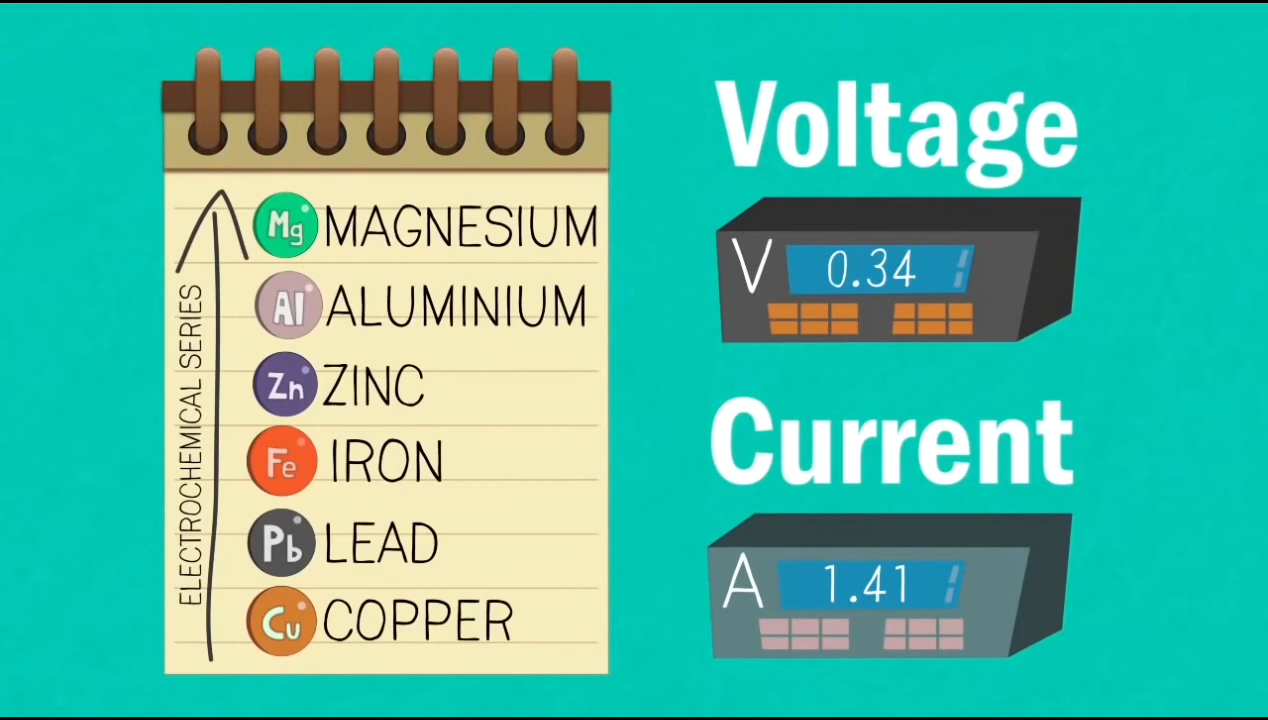 ELECTROCHEMICAL SERIES
Mg MAGNESIUM
Al ALUMINIUM
Zn ZINC
Fe IRON
Pb LEAD
Cu COPPER
Voltage
V 0.34
Current
A 1.41